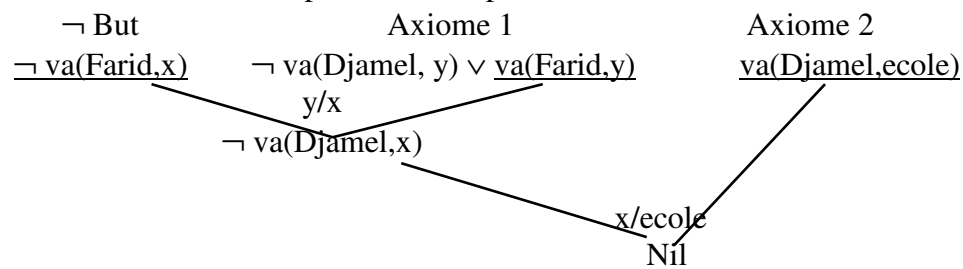 ¬ But Axiome 1 Axiome 2
¬ va(Farid,x) ¬ va(Djamel, y) ∨ va(Farid,y) va(Djamel,ecole)
y/x
¬ va(Djamel,x)
x/ecole
Nil